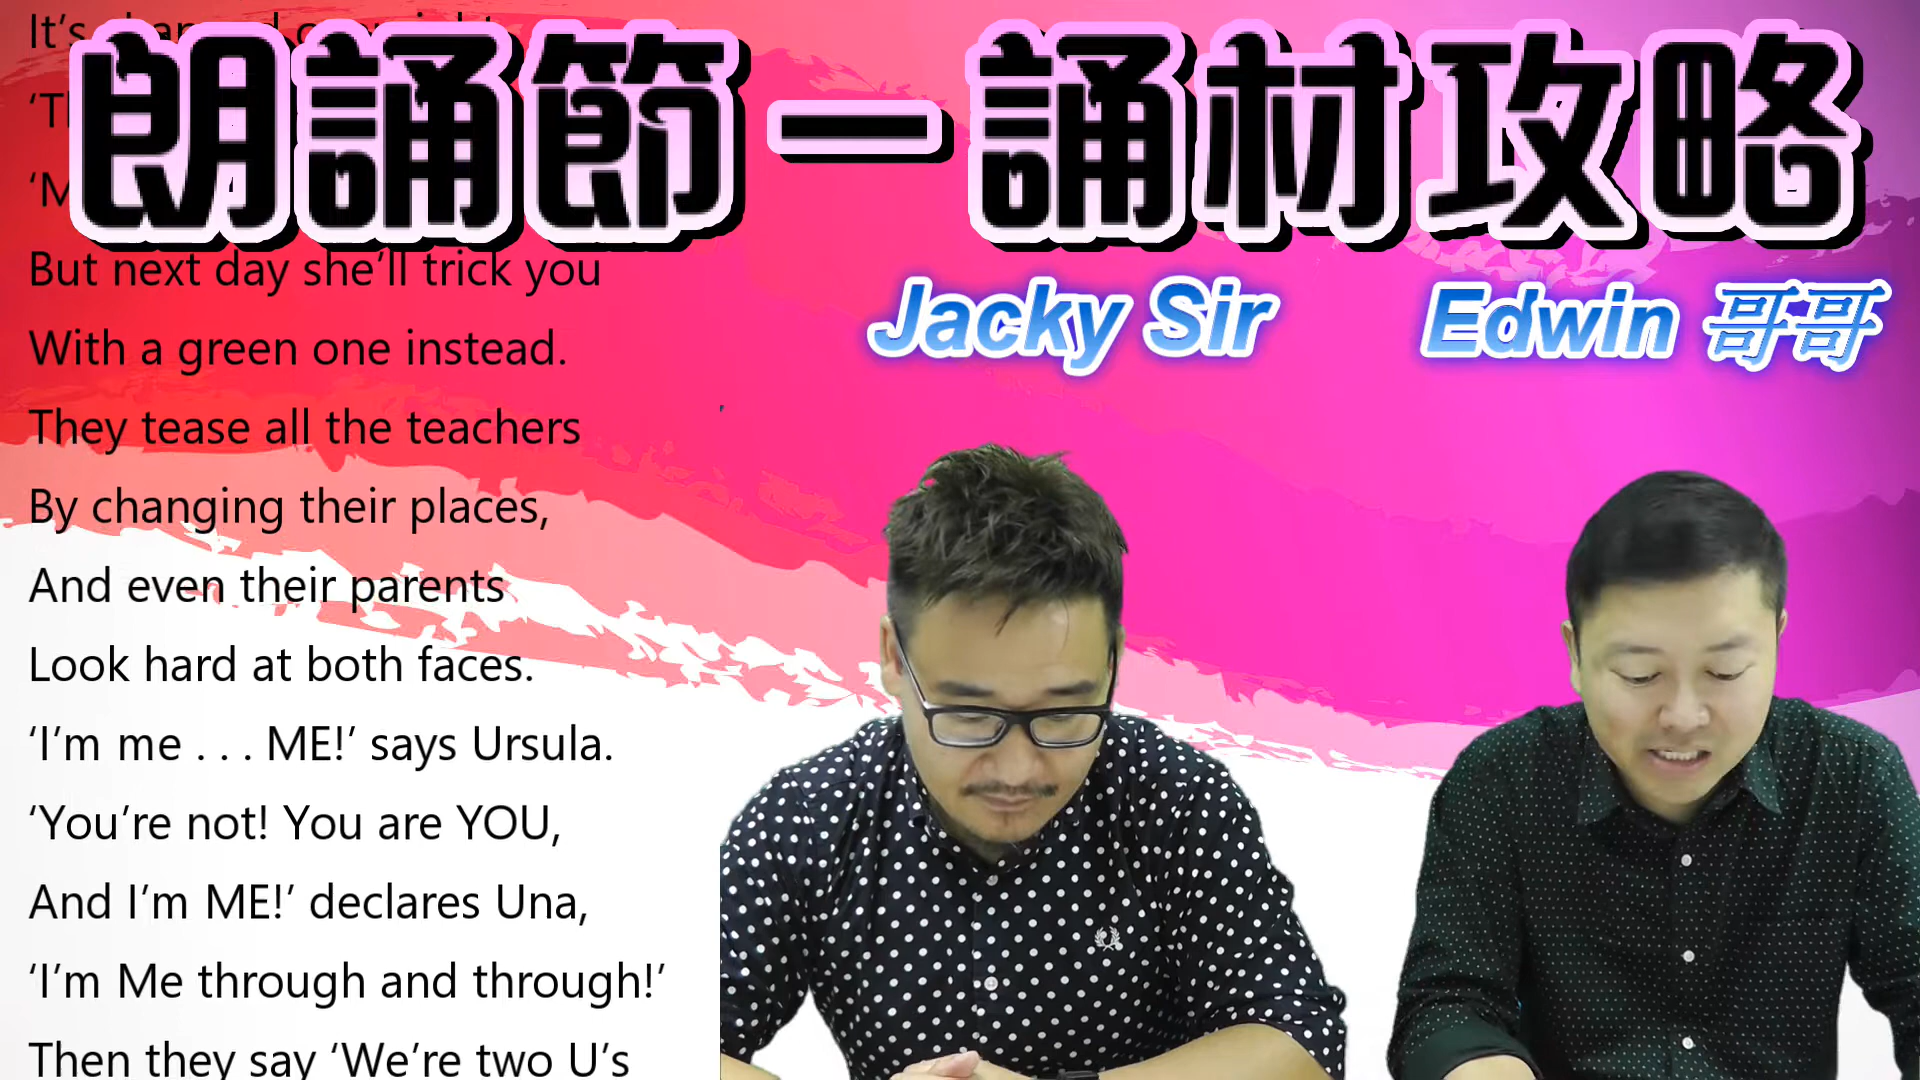 朗誦節－誦材攻略
Jacky Sir
Edwin 哥哥
It’s
But next day she’ll trick you
With a green one instead.
They tease all the teachers
By changing their places,
And even their parents
Look hard at both faces.
‘I’m me . . . ME!’ says Ursula.
‘You’re not! You are YOU,
And I’m ME!’ declares Una,
‘I’m Me through and through!’
Then they say ‘We’re two U’s